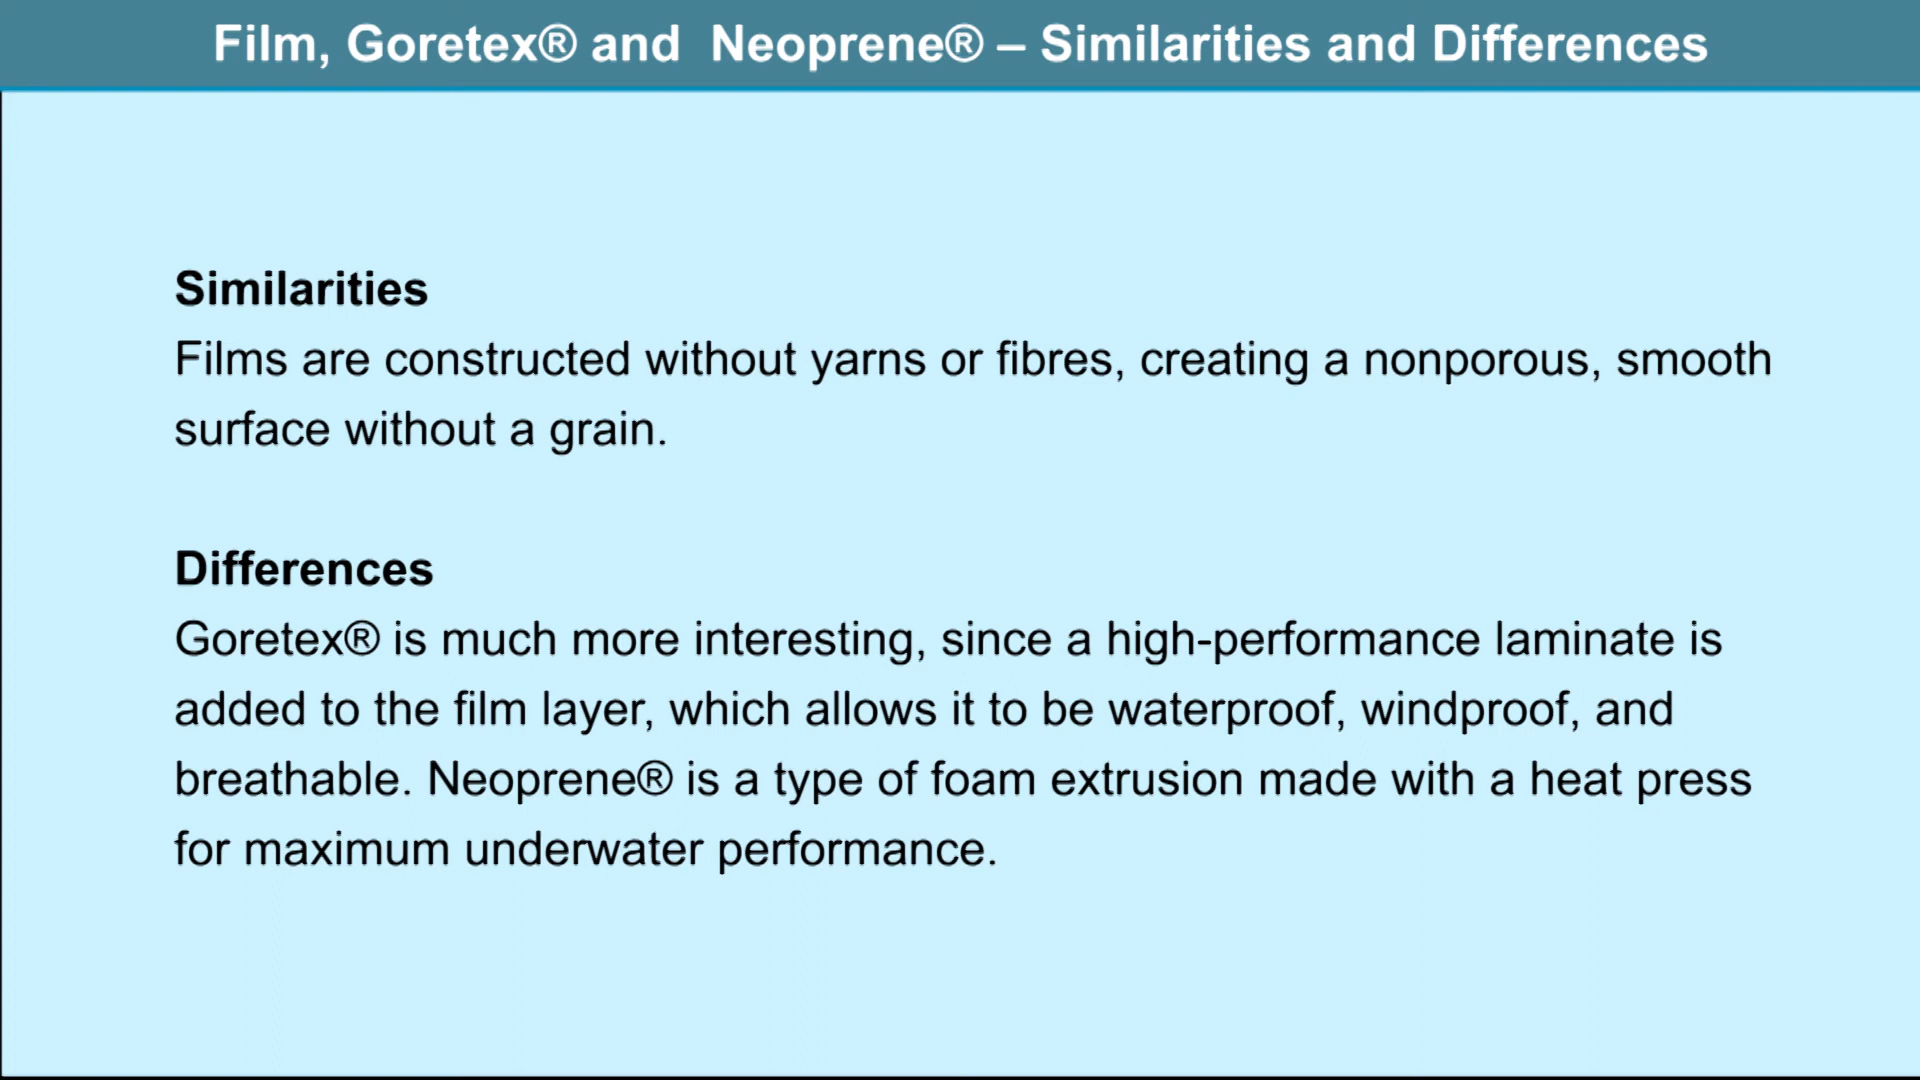 Film, Goretex® and  Neoprene® – Similarities and Differences
Similarities
Films are constructed without yarns or fibres, creating a nonporous, smooth
surface without a grain.
Differences
Goretex® is much more interesting, since a high-performance laminate is
added to the film layer, which allows it to be waterproof, windproof, and
breathable. Neoprene® is a type of foam extrusion made with a heat press
for maximum underwater performance.